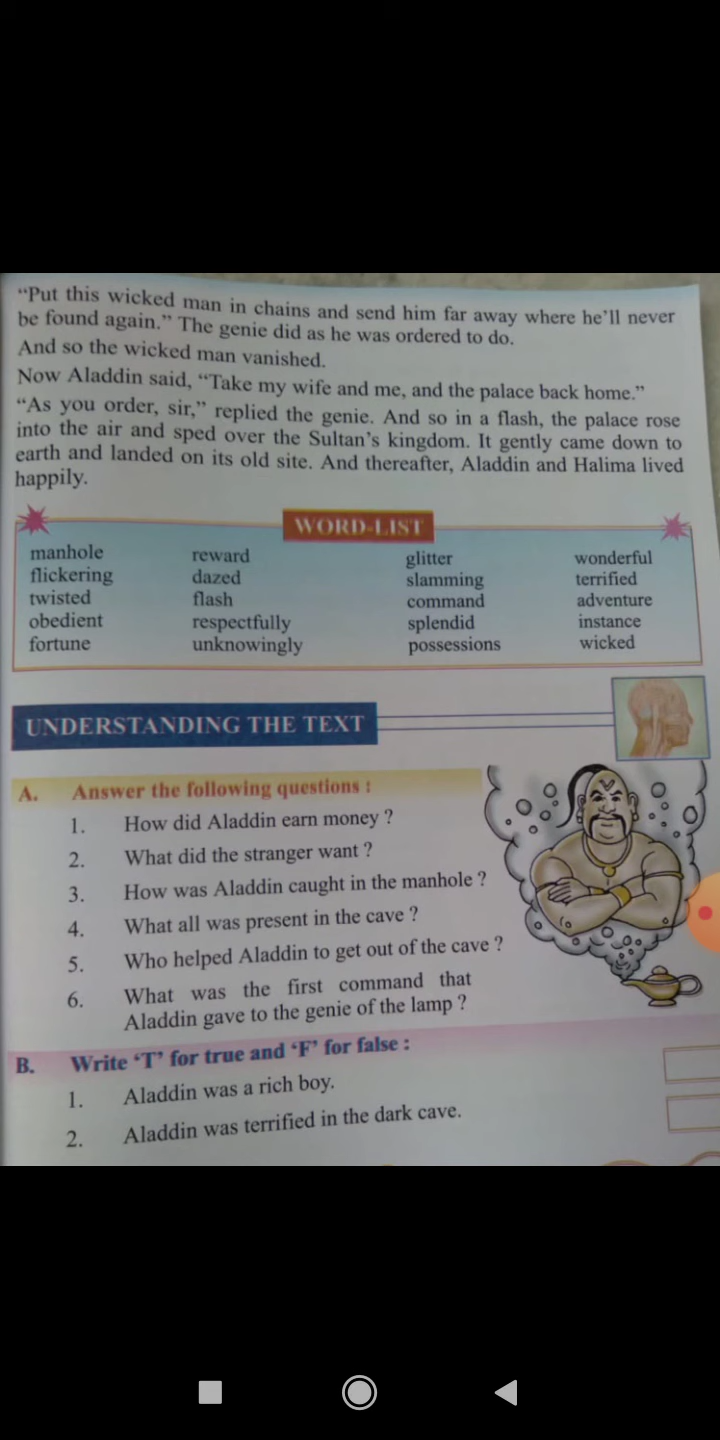 “Put this wicked man in chains and send him far away where he’ll never
be found again.” The genie did as he was ordered to do.
And so the wicked man vanished.
Now Aladdin said, “Take my wife and me, and the palace back home.”
“As you order, sir,” replied the genie. And so in a flash, the palace rose
into the air and sped over the Sultan’s kingdom. It gently came down to
earth and landed on its old site. And thereafter, Aladdin and Halima lived
happily.
WORD-LIST
manhole reward glitter wonderful
flickering dazed slamming terrified
twisted flash command adventure
obedient respectfully splendid instance
fortune unknowingly possessions wicked
UNDERSTANDING THE TEXT
A. Answer the following questions :
1. How did Aladdin earn money ?
2. What did the stranger want ?
3. How was Aladdin caught in the manhole ?
4. What all was present in the cave ?
5. Who helped Aladdin to get out of the cave ?
6. What was the first command that
Aladdin gave to the genie of the lamp ?
B. Write ‘T’ for true and ‘F’ for false :
1. Aladdin was a rich boy.
2. Aladdin was terrified in the dark cave.